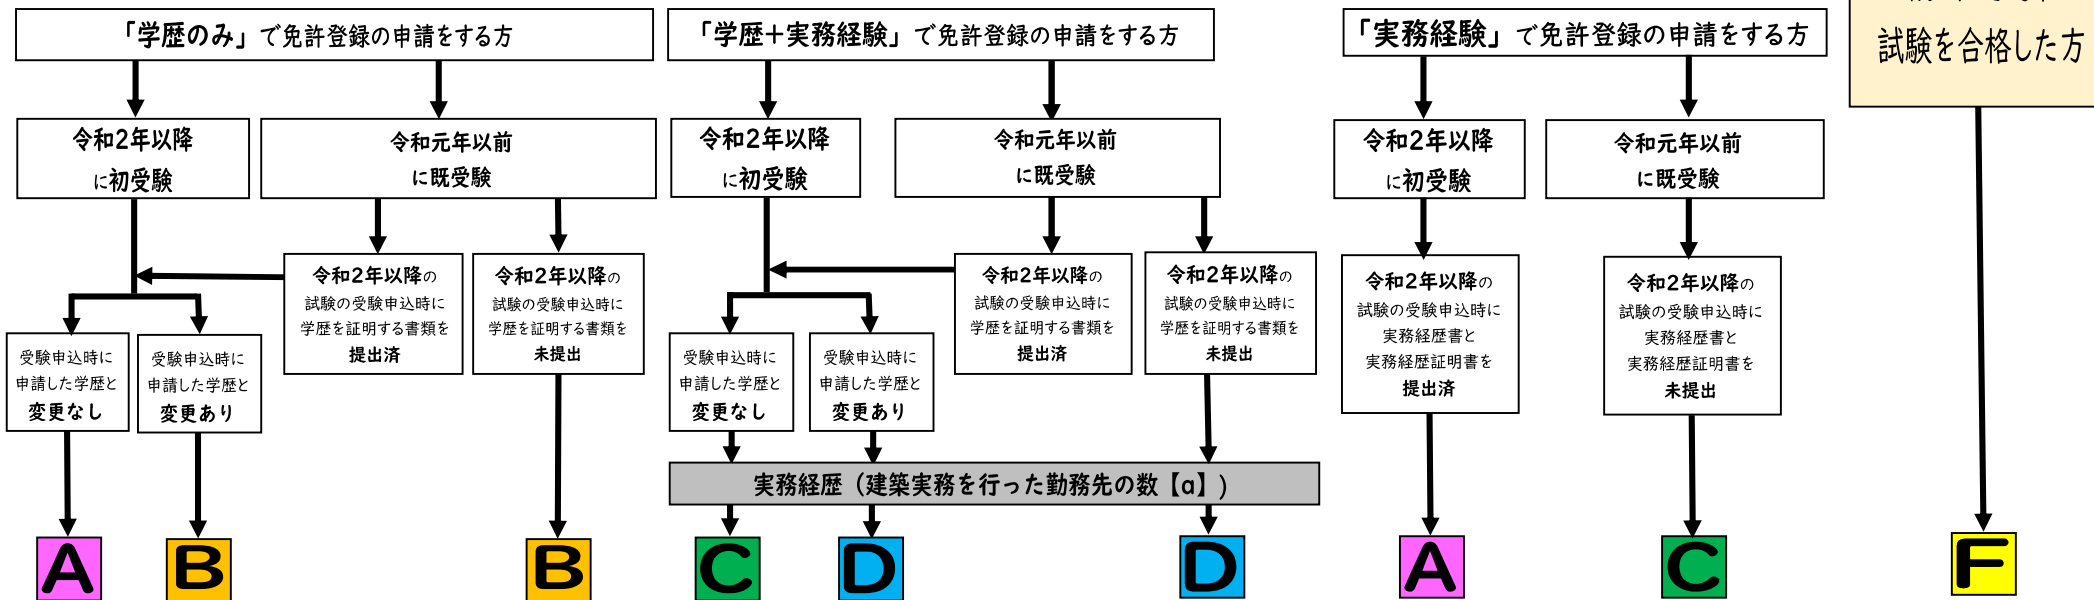 「学歴のみ」で免許登録の申請をする方
令和2年以降
に初受験
令和元年以前
に既受験
令和2年以降の
試験の受験申込時に
学歴を証明する書類を
提出済
令和2年以降の
試験の受験申込時に
学歴を証明する書類を
未提出
受験申込時に
申請した学歴と
変更なし
受験申込時に
申請した学歴と
変更あり
A
B
B
「学歴+実務経験」で免許登録の申請をする方
令和2年以降
に初受験
令和元年以前
に既受験
令和2年以降の
試験の受験申込時に
学歴を証明する書類を
提出済
令和2年以降の
試験の受験申込時に
学歴を証明する書類を
未提出
受験申込時に
申請した学歴と
変更なし
受験申込時に
申請した学歴と
変更あり
実務経歴（建築実務を行った勤務先の数【α】）
C
D
D
「実務経験」で免許登録の申請をする方
令和2年以降
に初受験
令和元年以前
に既受験
令和2年以降の
試験の受験申込時に
実務経歴書と
実務経歴証明書を
提出済
令和2年以降の
試験の受験申込時に
実務経歴書と
実務経歴証明書を
未提出
A
C
試験を合格した方
F